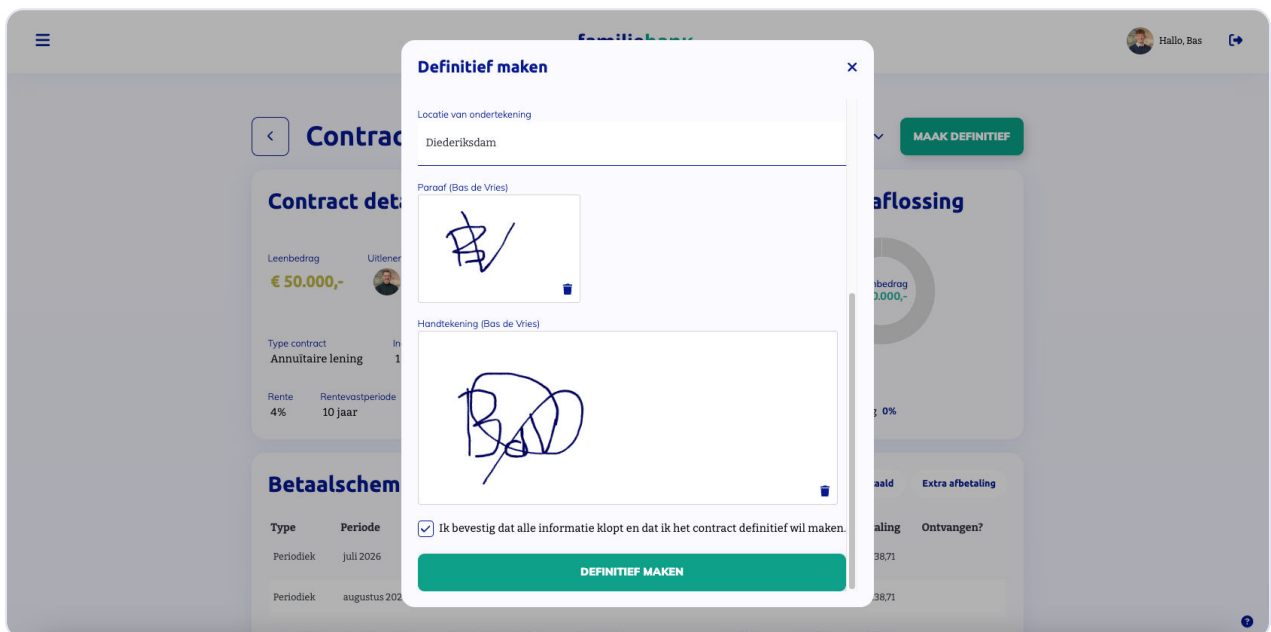 Hallo, Bas
Definitief maken
Locatie van ondertekening
Diederiksdam
Paraaf (Bas de Vries)
Handtekening (Bas de Vries)
Ik bevestig dat alle informatie klopt en dat ik het contract definitief wil maken.
DEFINITIEF MAKEN
Contrac
MAAK DEFINITIEF
Contract deta
Leenbedrag Uitlener
€ 50.000,-
Type contract In
Annuïtaire lening 1
Rente Rentevastperiode
4% 10 jaar
aflossing
nbedrag
0.000,-
0%
Betaalschem
aald Extra afbetaling
Type Periode aling Ontvangen?
Periodiek juli 2026 38,71
Periodiek augustus 202 38,71